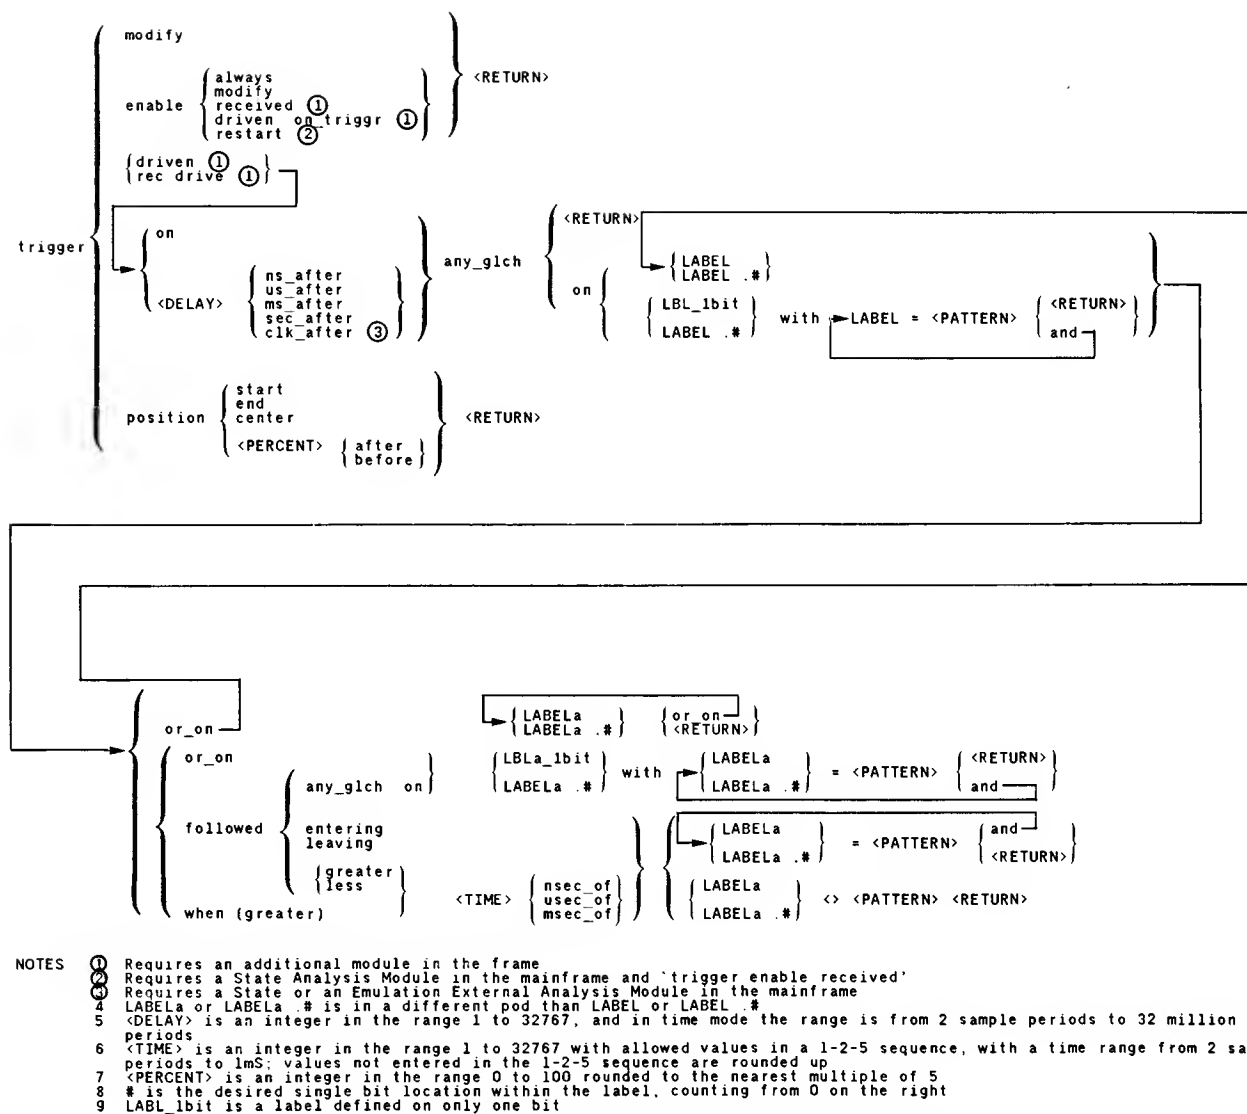 modify
always
modify
enable received ①
driven on_triggr ①
restart ②
<RETURN>
{driven ①
rec drive ①}
trigger
on
<DELAY>
ns_after
us_after
ms_after
sec_after
clk_after ③
any_glch
<RETURN>
on
LABEL
LABEL .#
LBL_1bit
LABEL .#
with LABEL = <PATTERN>
<RETURN>
and
position
start
end
center
<PERCENT>
after
before
<RETURN>
or_on
or_on
followed
when (greater)
any_glch on
entering
leaving
greater
less
LABELa
LABELa .#
or_on
<RETURN>
LBLa_1bit
LABELa .#
with
LABELa
LABELa .#
= <PATTERN>
<RETURN>
and
<TIME>
nsec_of
usec_of
msec_of
LABELa
LABELa .#
= <PATTERN>
and
<RETURN>
LABELa
LABELa .#
<> <PATTERN> <RETURN>
NOTES ① Requires an additional module in the frame
② Requires a State Analysis Module in the mainframe and `trigger enable received'
③ Requires a State or an Emulation External Analysis Module in the mainframe
4 LABELa or LABELa .# is in a different pod than LABEL or LABEL .#
5 <DELAY> is an integer in the range 1 to 32767, and in time mode the range is from 2 sample periods to 32 million
periods
6 <TIME> is an integer in the range 1 to 32767 with allowed values in a 1-2-5 sequence, with a time range from 2 sa
periods to 1mS; values not entered in the 1-2-5 sequence are rounded up
7 <PERCENT> is an integer in the range 0 to 100 rounded to the nearest multiple of 5
8 # is the desired single bit location within the label, counting from 0 on the right
9 LABL_1bit is a label defined on only one bit